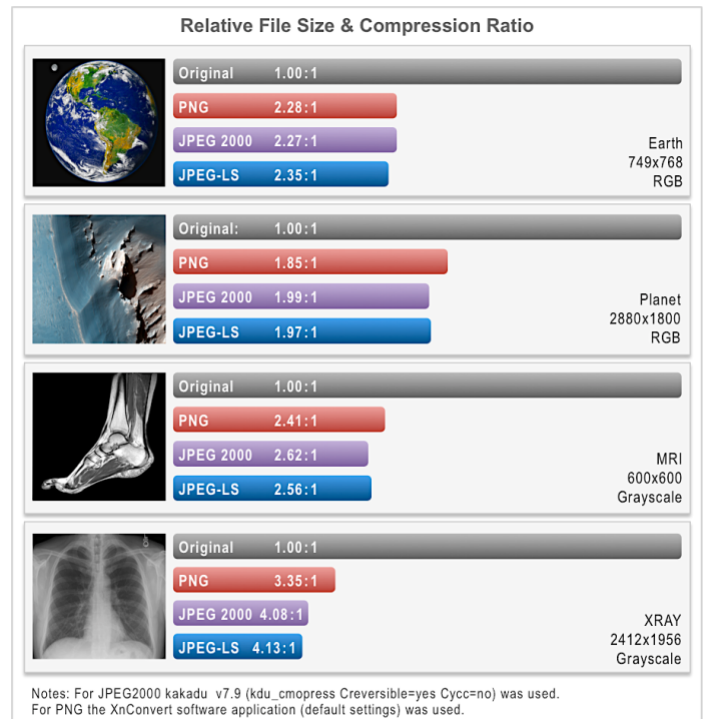 Relative File Size & Compression Ratio
Original 1.00:1
PNG 2.28:1
JPEG 2000 2.27:1
JPEG-LS 2.35:1
Earth
749x768
RGB
Original: 1.00:1
PNG 1.85:1
JPEG 2000 1.99:1
JPEG-LS 1.97:1
Planet
2880x1800
RGB
Original 1.00:1
PNG 2.41:1
JPEG 2000 2.62:1
JPEG-LS 2.56:1
MRI
600x600
Grayscale
Original 1.00:1
PNG 3.35:1
JPEG 2000 4.08:1
JPEG-LS 4.13:1
XRAY
2412x1956
Grayscale
Notes: For JPEG2000 kakadu v7.9 (kdu_cmopress Creversible=yes Cycc=no) was used.
For PNG the XnConvert software application (default settings) was used.